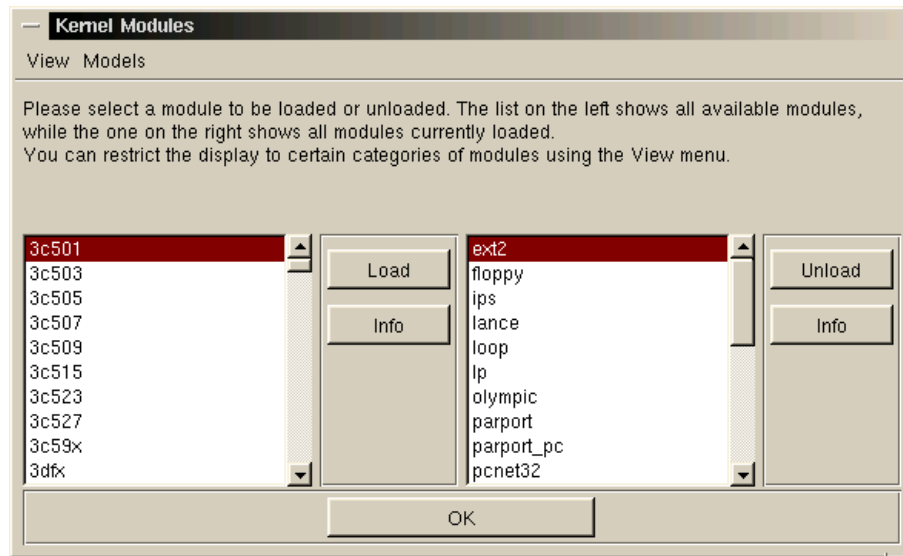 Kernel Modules
View Models
Please select a module to be loaded or unloaded. The list on the left shows all available modules,
while the one on the right shows all modules currently loaded.
You can restrict the display to certain categories of modules using the View menu.
3c501
3c503
3c505
3c507
3c509
3c515
3c523
3c527
3c59x
3dfx
Load
Info
ext2
floppy
ips
lance
loop
lp
olympic
parport
parport_pc
pcnet32
Unload
Info
OK